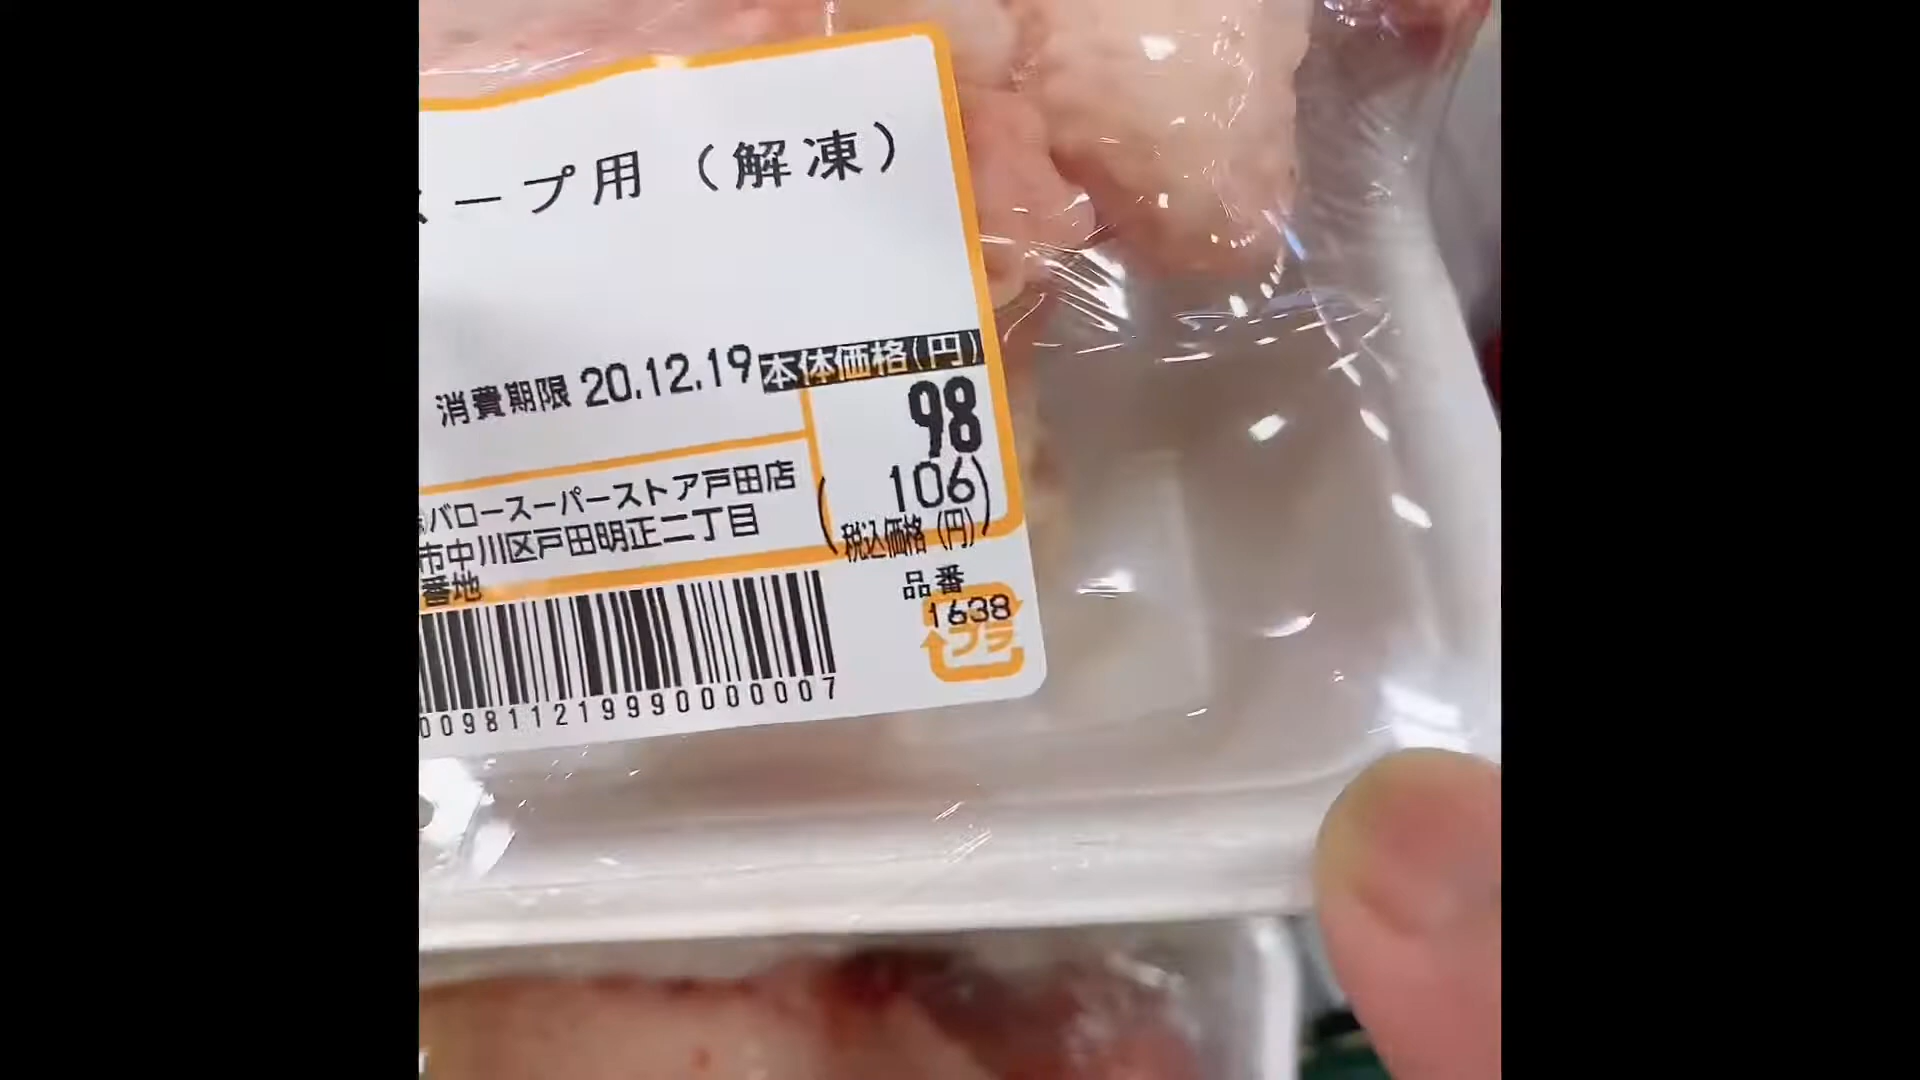 スープ用（解凍）
消費期限 20.12.19
本体価格(円)
98
(106)
税込価格(円)
㈱バロースーパーストア戸田店
市中川区戸田明正二丁目
番地
品番
1638
プラ
0098112199900000007